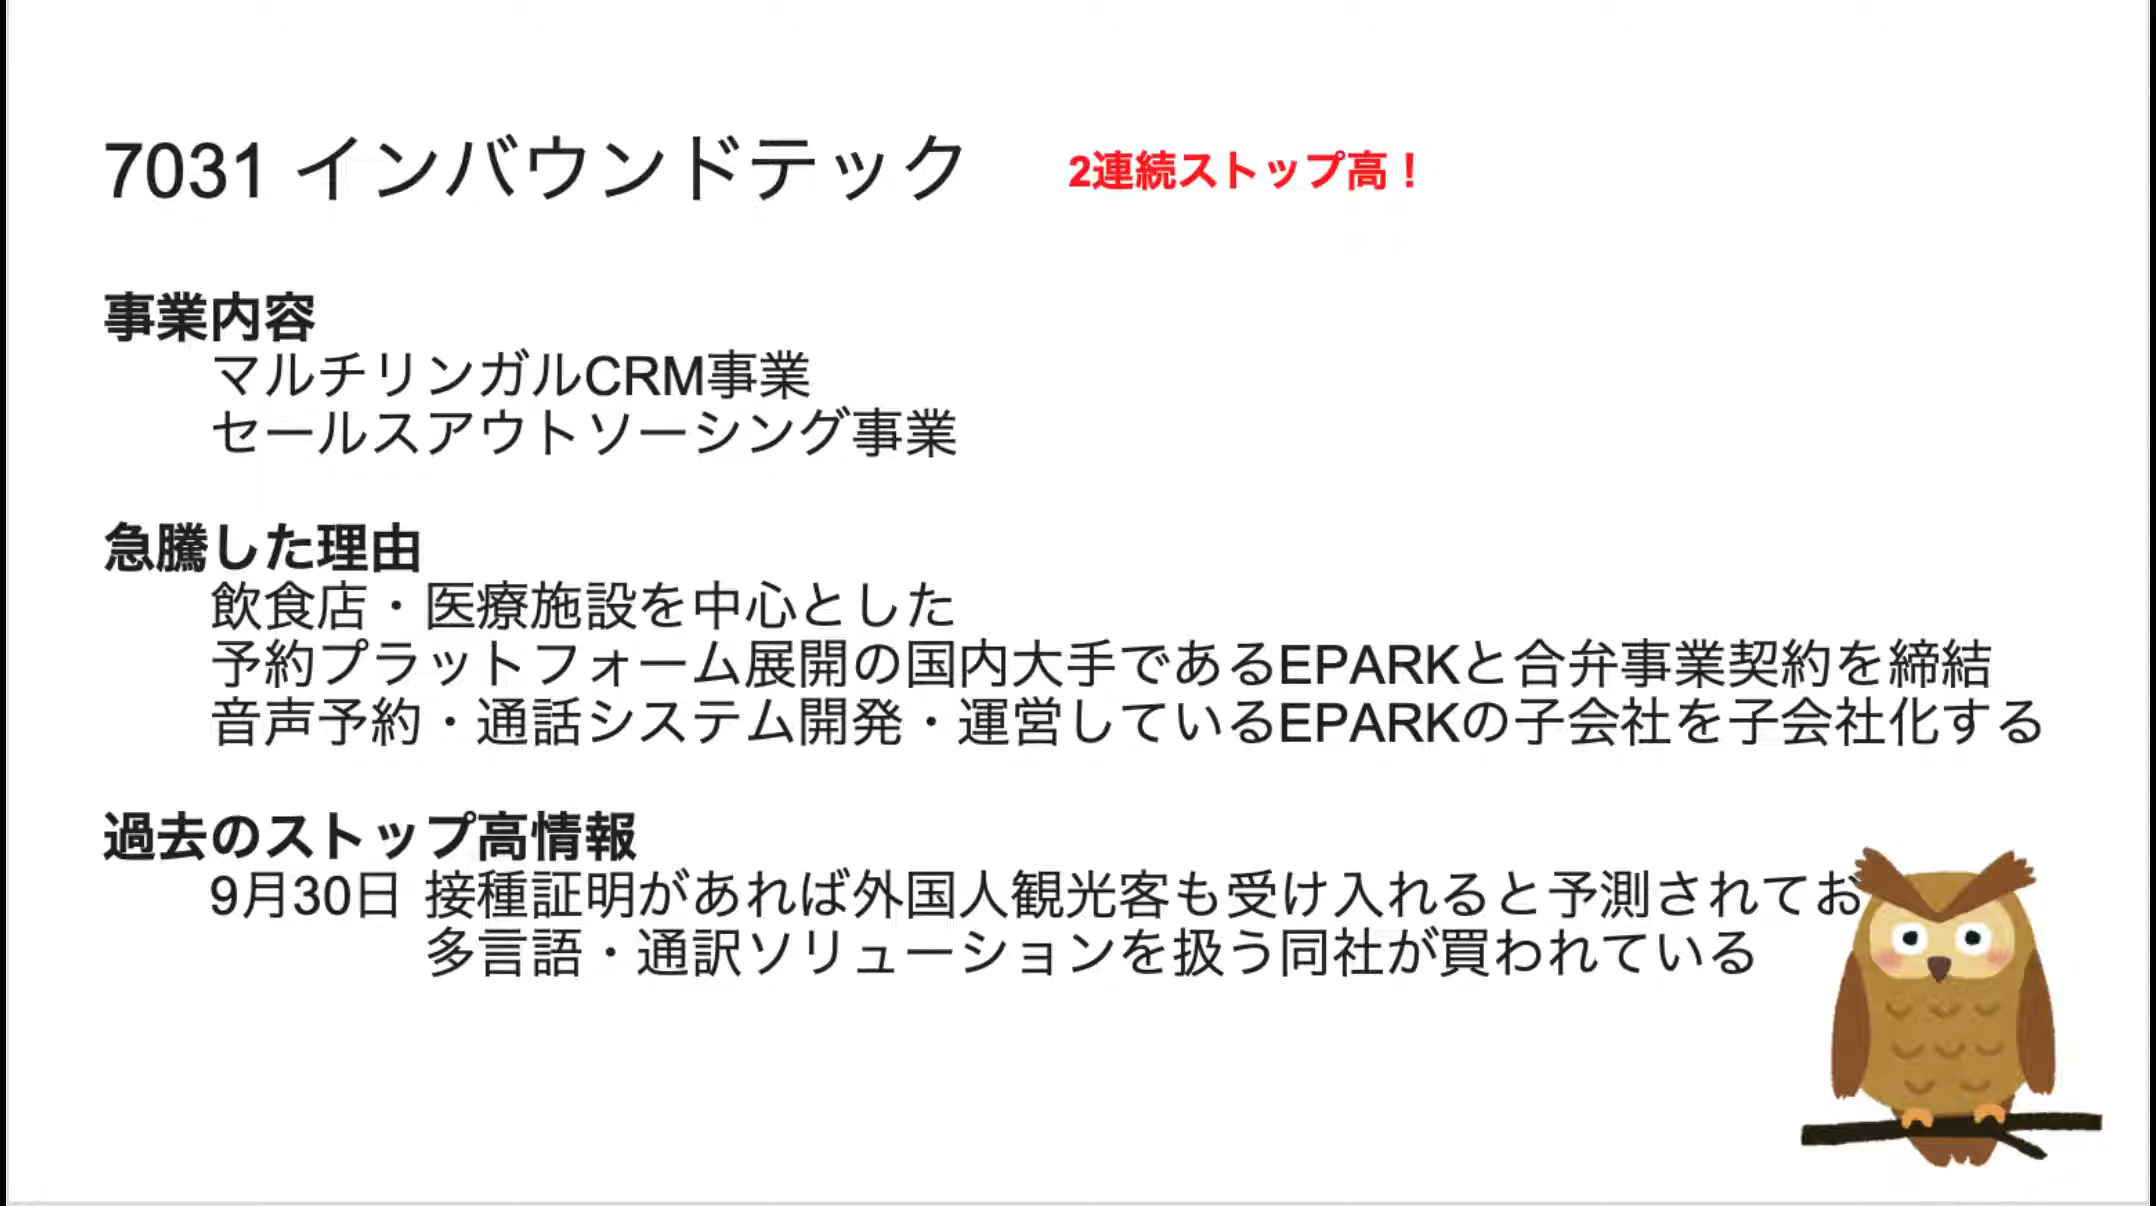 7031 インバウンドテック
2連続ストップ高！
事業内容
マルチリンガルCRM事業
セールスアウトソーシング事業
急騰した理由
飲食店・医療施設を中心とした
予約プラットフォーム展開の国内大手であるEPARKと合弁事業契約を締結
音声予約・通話システム開発・運営しているEPARKの子会社を子会社化する
過去のストップ高情報
9月30日 接種証明があれば外国人観光客も受け入れると予測されてお
多言語・通訳ソリューションを扱う同社が買われている